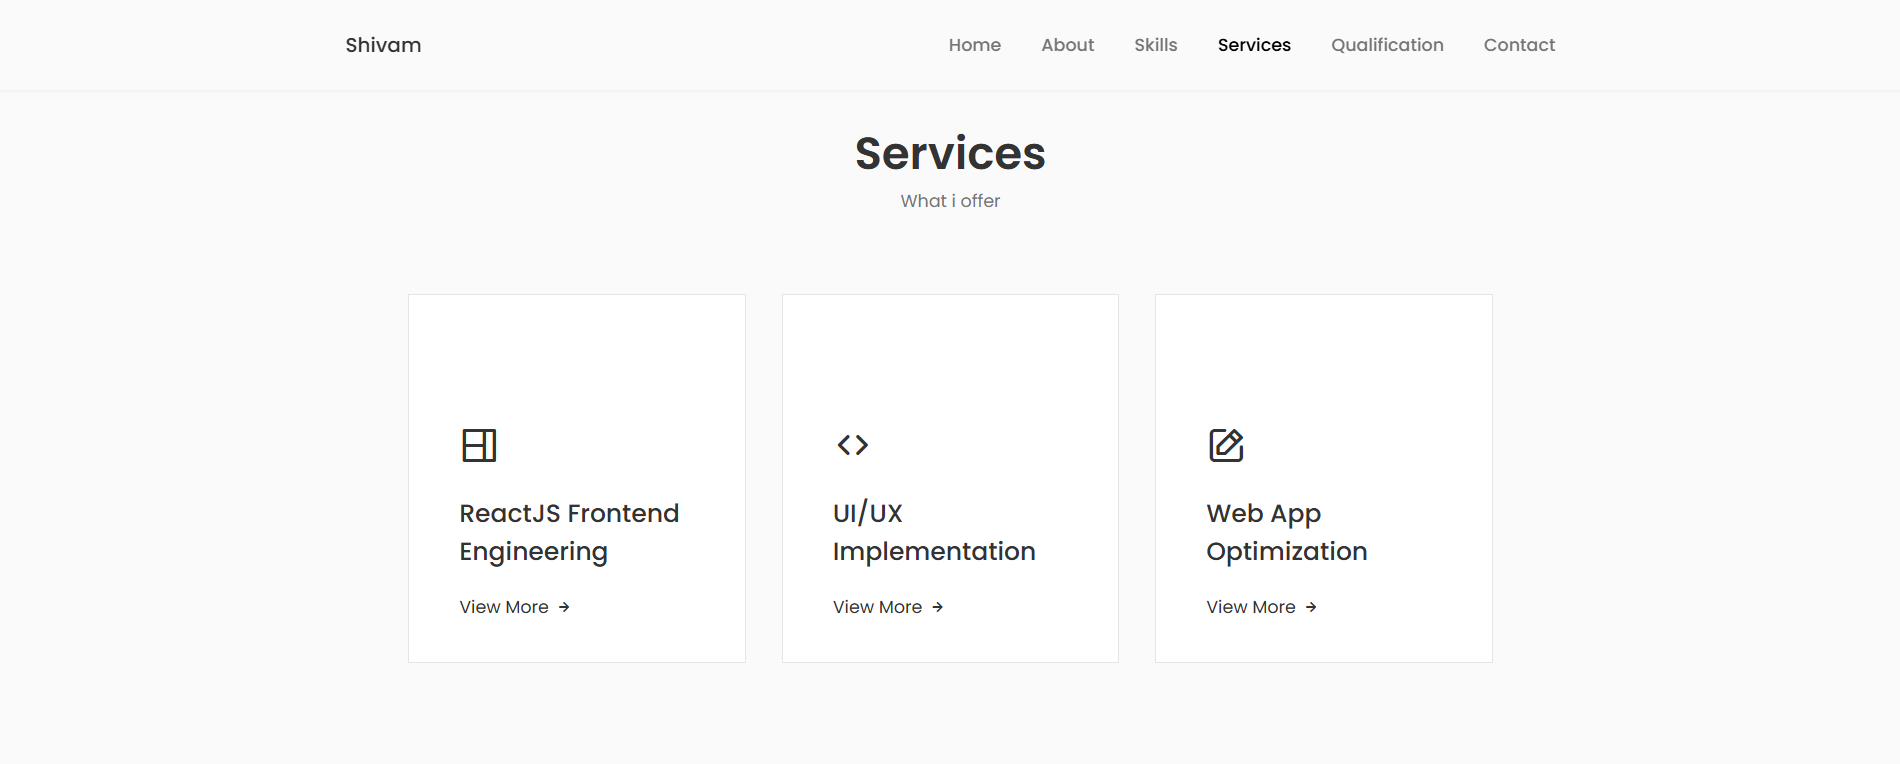 Shivam
Home About Skills Services Qualification Contact
Services
What i offer
ReactJS Frontend
Engineering
View More
UI/UX
Implementation
View More
Web App
Optimization
View More